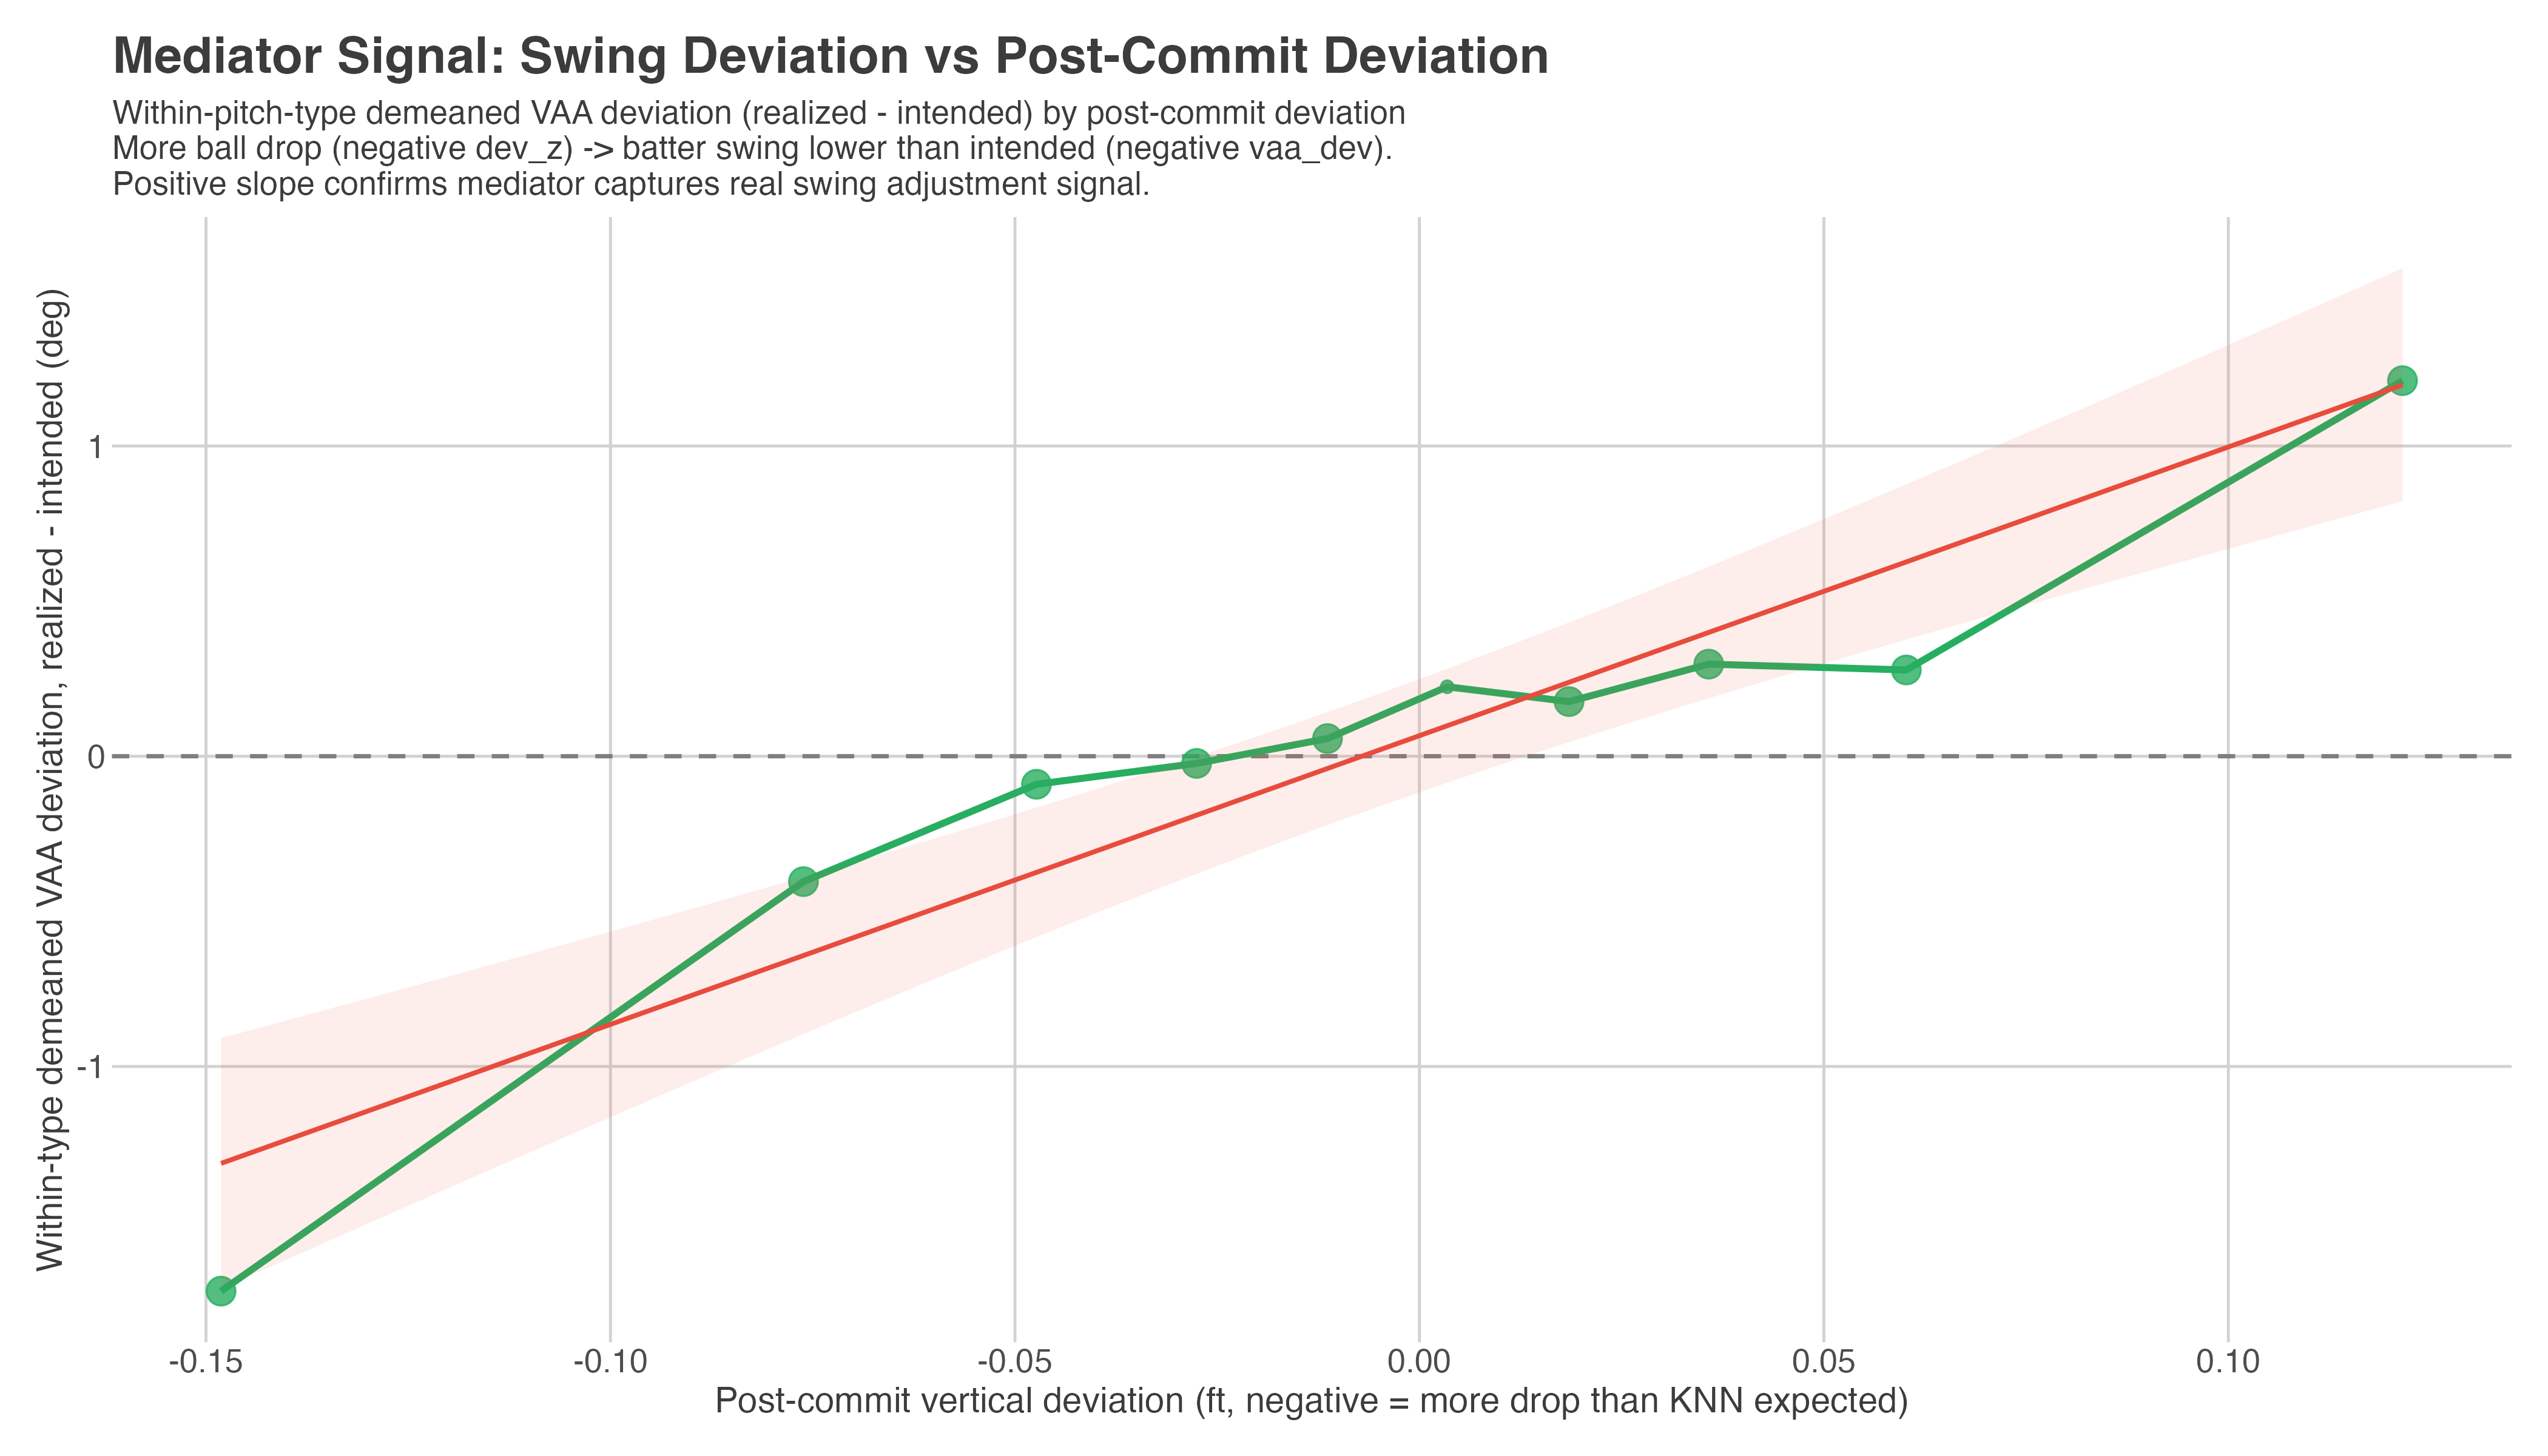 Mediator Signal: Swing Deviation vs Post-Commit Deviation
Within-pitch-type demeaned VAA deviation (realized - intended) by post-commit deviation
More ball drop (negative dev_z) -> batter swing lower than intended (negative vaa_dev).
Positive slope confirms mediator captures real swing adjustment signal.
Within-type demeaned VAA deviation, realized - intended (deg)
1
0
-1
-0.15
-0.10
-0.05
0.00
0.05
0.10
Post-commit vertical deviation (ft, negative = more drop than KNN expected)